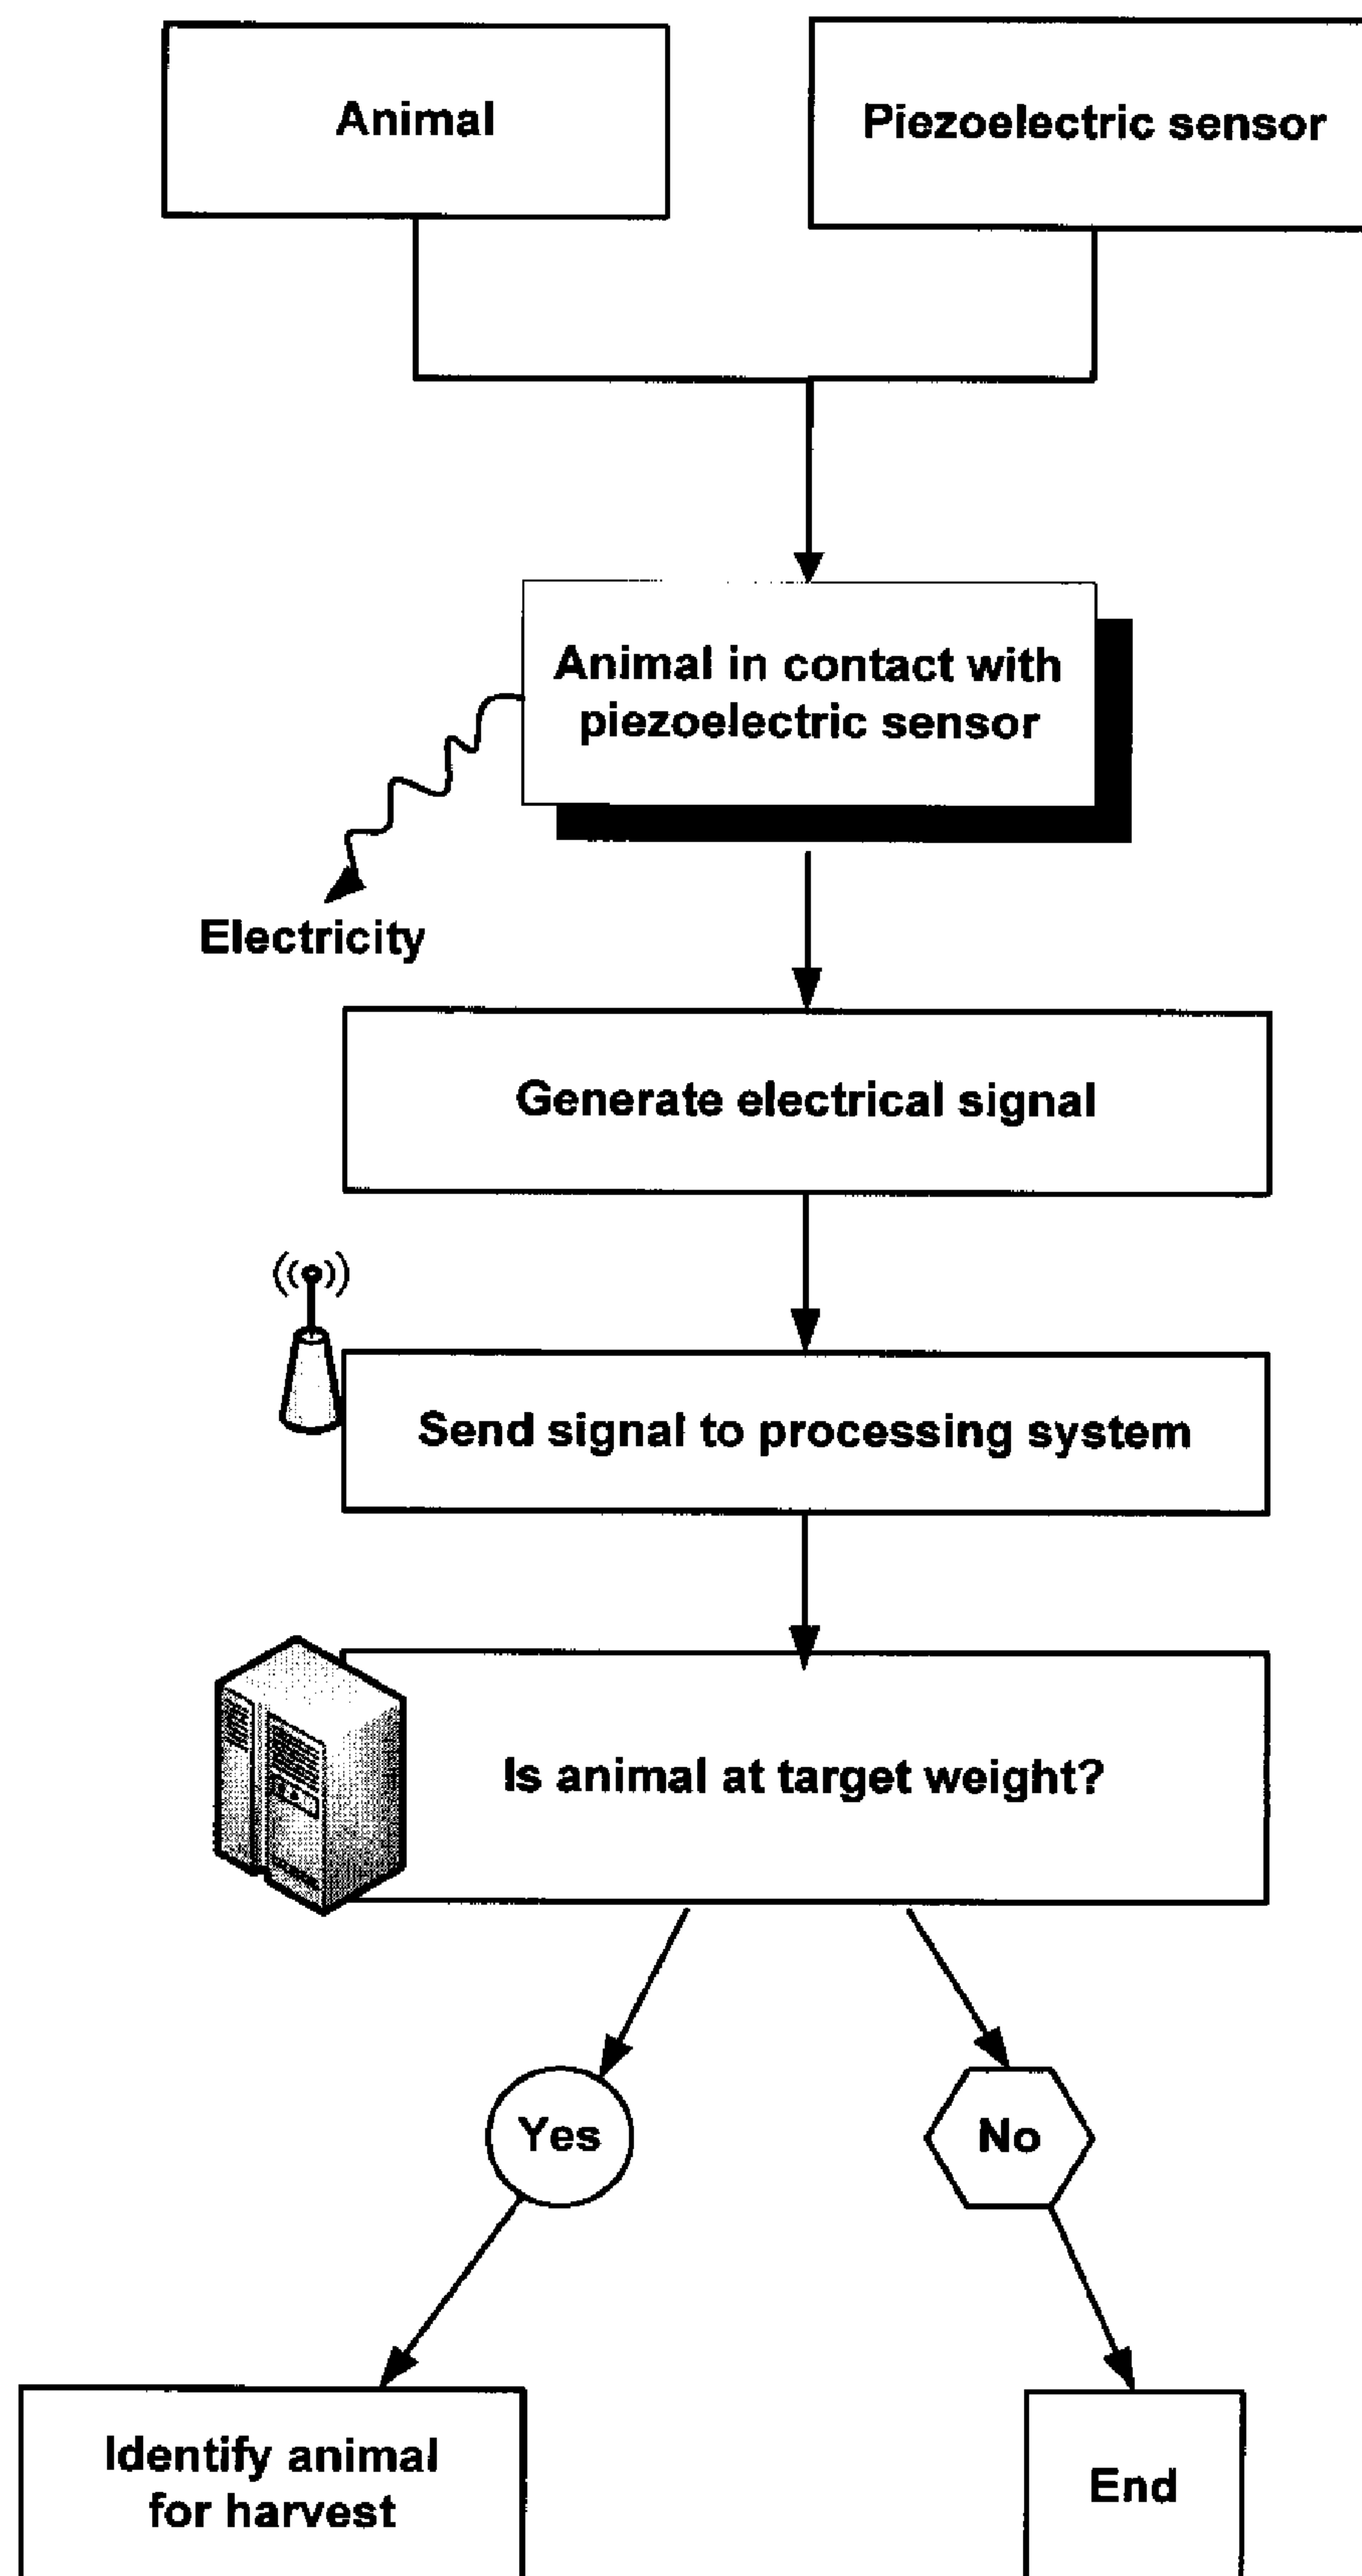 Animal
Piezoelectric sensor
Animal in contact with
piezoelectric sensor
Electricity
Generate electrical signal
Send signal to processing system
Is animal at target weight?
Yes
No
Identify animal
for harvest
End